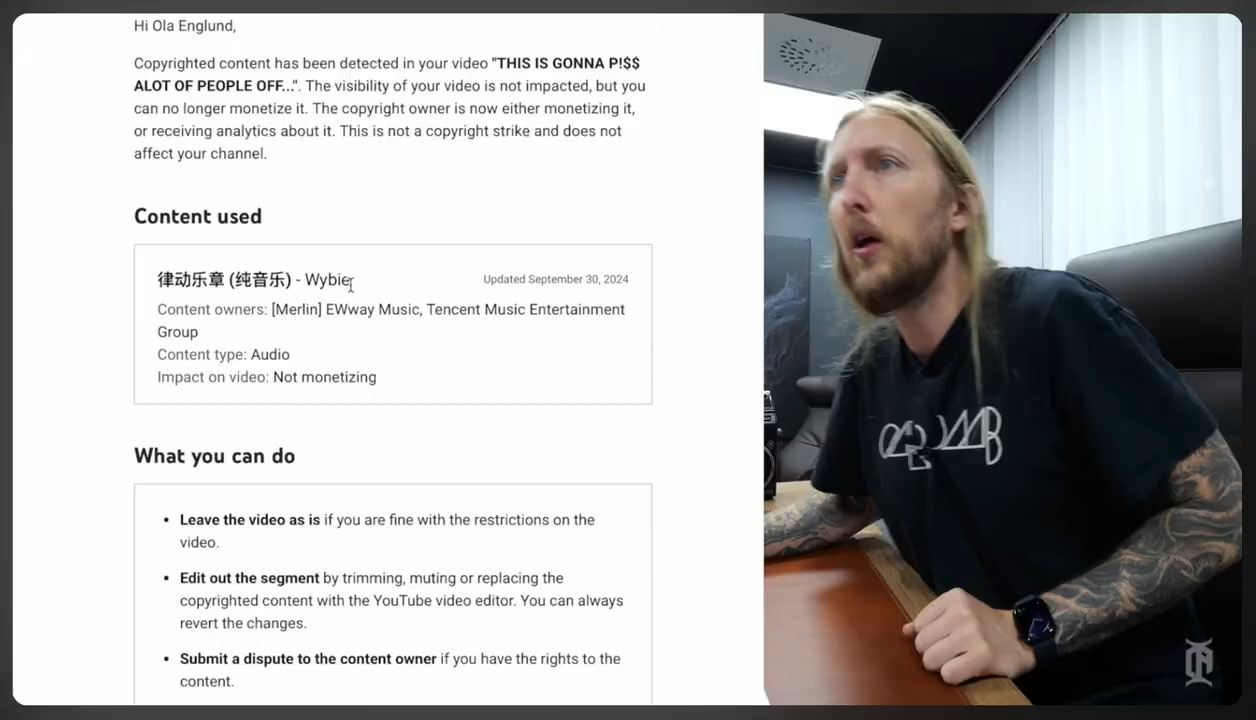 Hi Ola Englund,
Copyrighted content has been detected in your video "THIS IS GONNA P!$$
ALOT OF PEOPLE OFF...". The visibility of your video is not impacted, but you
can no longer monetize it. The copyright owner is now either monetizing it,
or receiving analytics about it. This is not a copyright strike and does not
affect your channel.
Content used
律动乐章 (纯音乐) - Wybie
Updated September 30, 2024
Content owners: [Merlin] EWway Music, Tencent Music Entertainment
Group
Content type: Audio
Impact on video: Not monetizing
What you can do
• Leave the video as is if you are fine with the restrictions on the
video.
• Edit out the segment by trimming, muting or replacing the
copyrighted content with the YouTube video editor. You can always
revert the changes.
• Submit a dispute to the content owner if you have the rights to the
content.